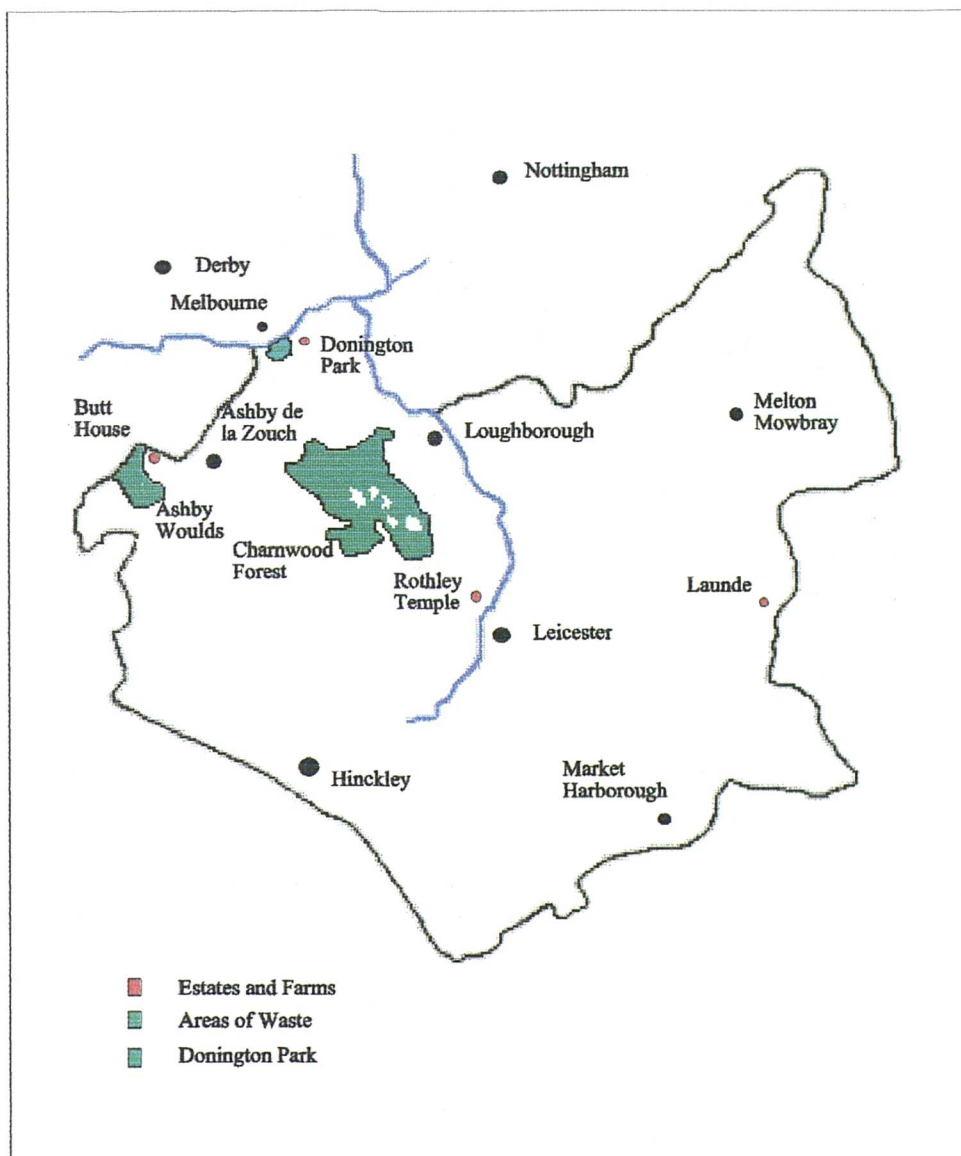 Nottingham
Derby
Melbourne
Donington
Park
Butt
House
Ashby de
la Zouch
Loughborough
Melton
Mowbray
Ashby
Woulds
Charnwood
Forest
Rothley
Temple
Launde
Leicester
Hinckley
Market
Harborough
Estates and Farms
Areas of Waste
Donington Park